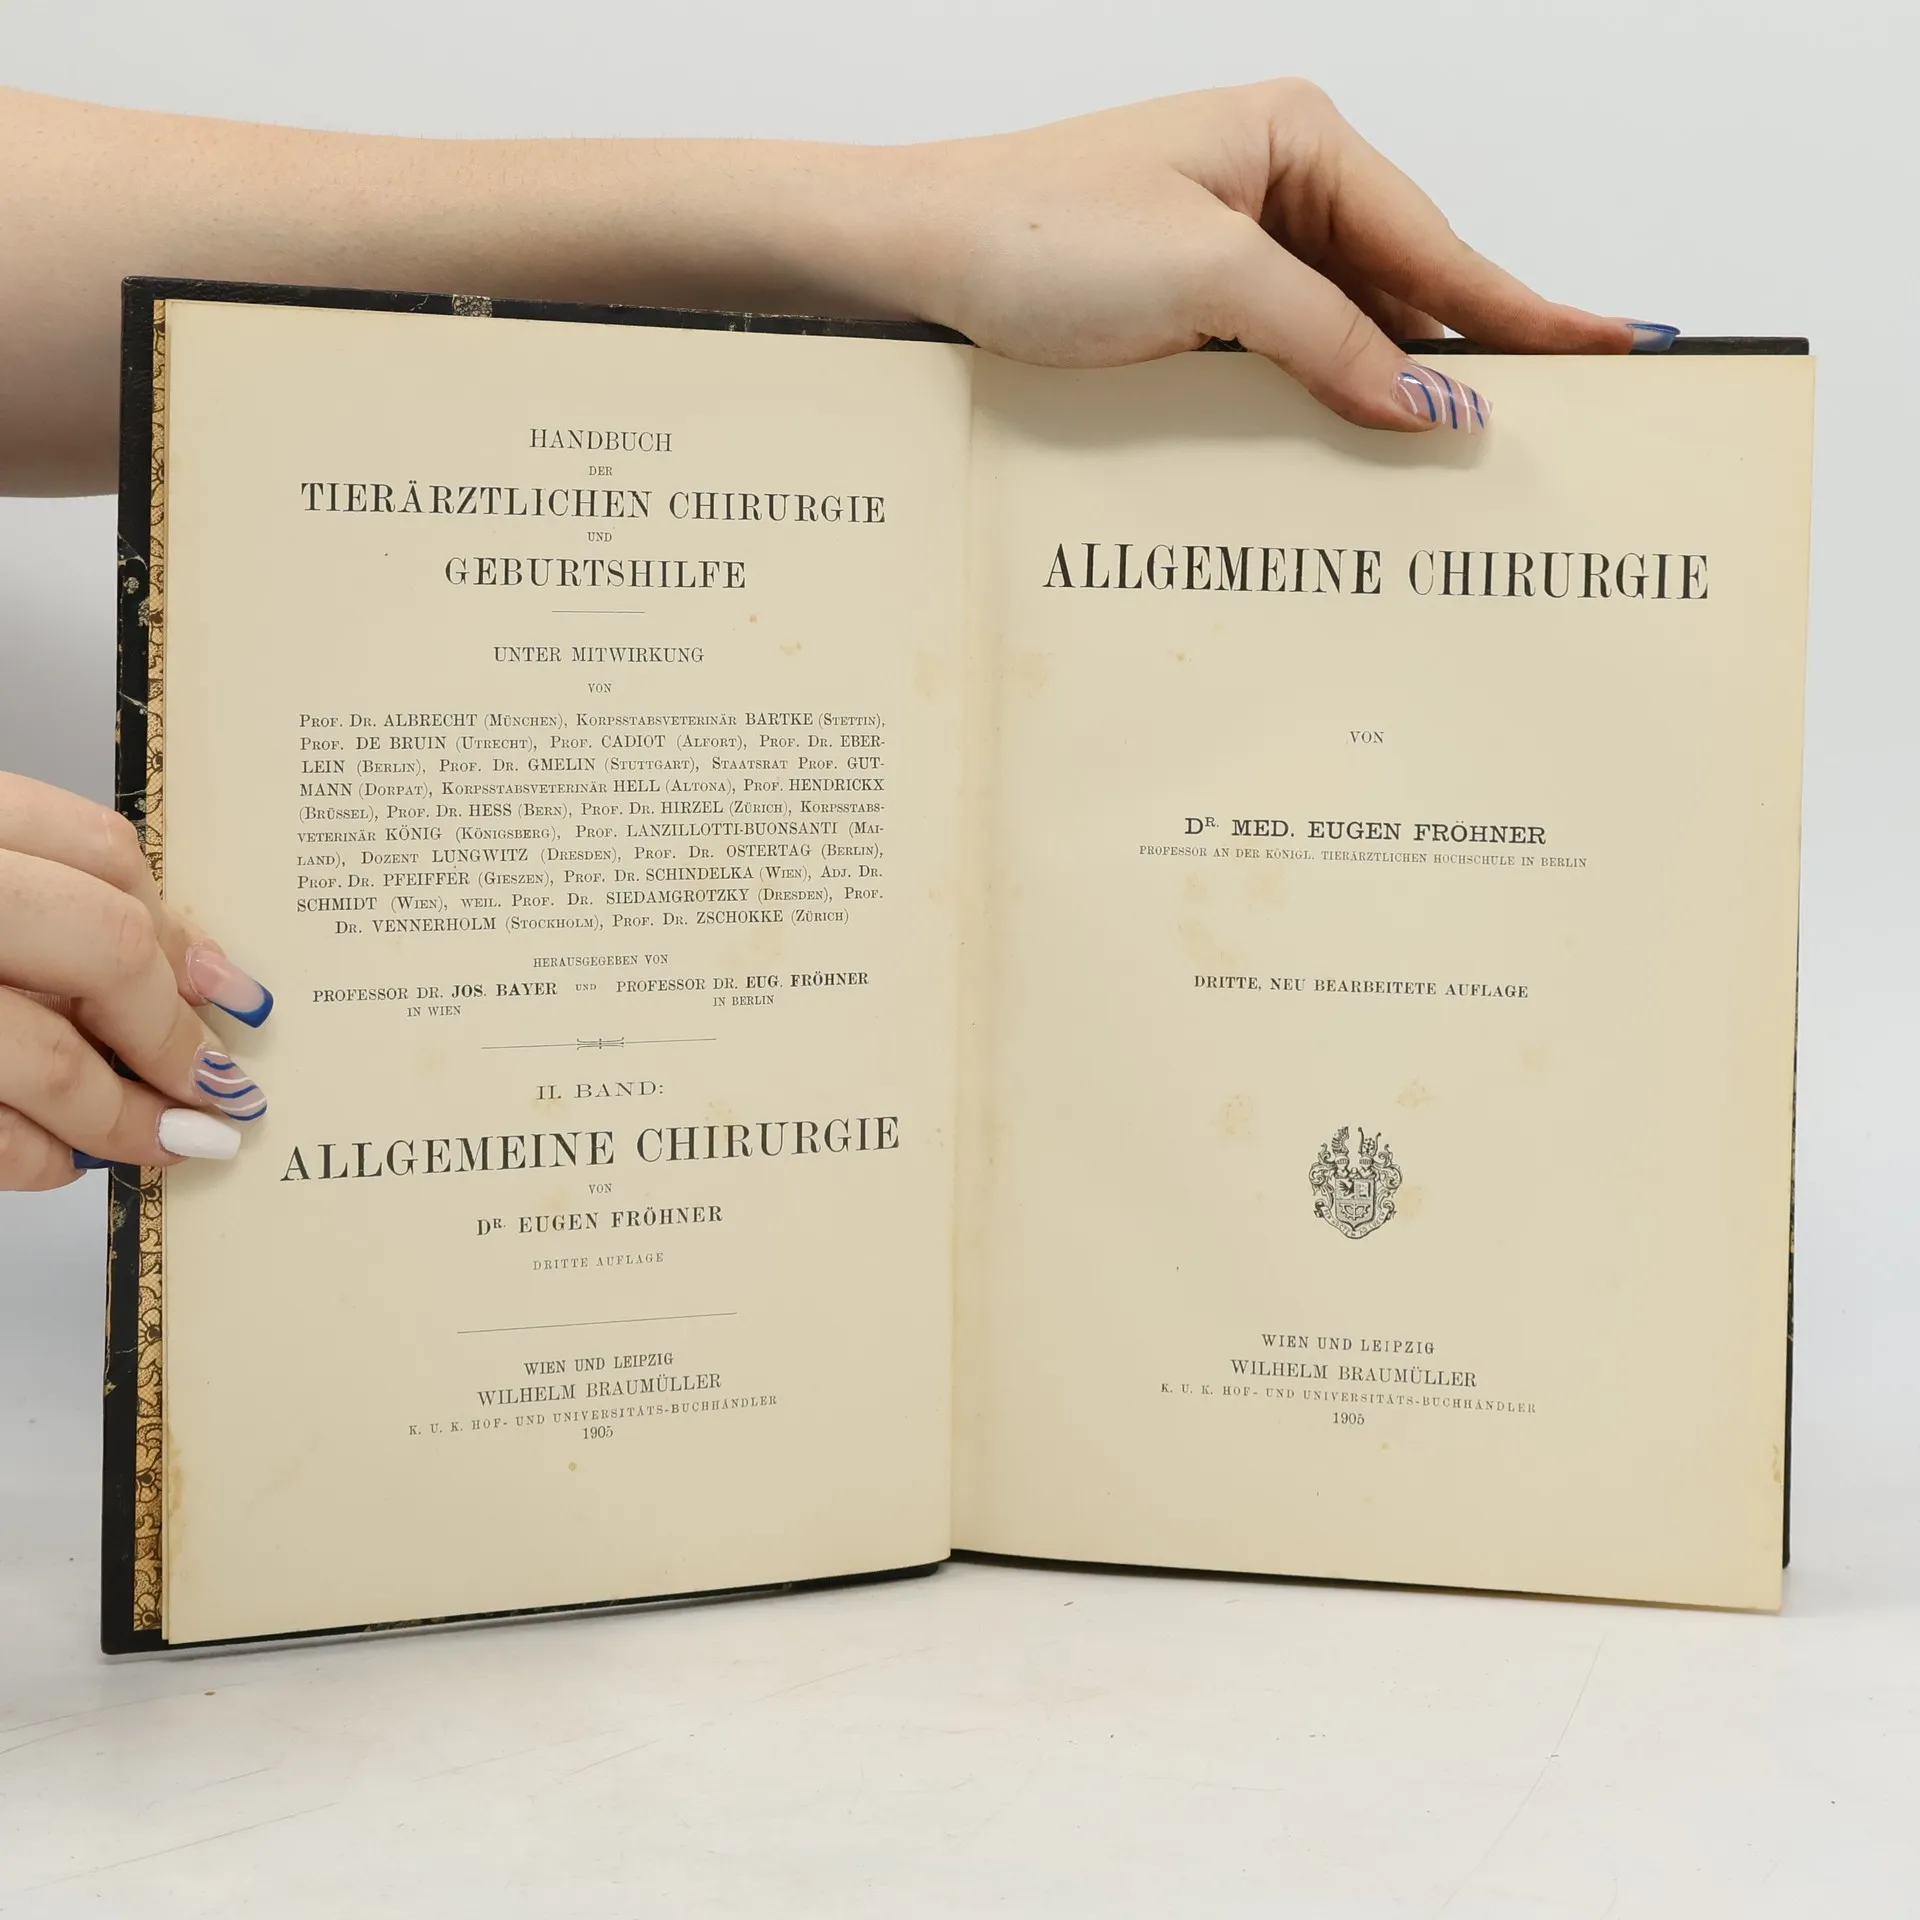 HANDBUCH
DER
TIERÄRZTLICHEN CHIRURGIE
UND
GEBURTSHILFE
UNTER MITWIRKUNG
VON
PROF. DR. ALBRECHT (MÜNCHEN), KORPSSTABSVETERINÄR BARTKE (STETTIN),
PROF. DE BRUIN (UTRECHT), PROF. CADIOT (ALFORT), PROF. DR. EBER-
LEIN (BERLIN), PROF. DR. GMELIN (STUTTGART), STAATSRAT PROF. GUT-
MANN (DORPAT), KORPSSTABSVETERINÄR HELL (ALTONA), PROF. HENDRICKX
(BRÜSSEL), PROF. DR. HESS (BERN), PROF. DR. HIRZEL (ZÜRICH), KORPSSTABS-
VETERINÄR KÖNIG (KÖNIGSBERG), PROF. LANZILLOTTI-BUONSANTI (MAI-
LAND), DOZENT LUNGWITZ (DRESDEN), PROF. DR. OSTERTAG (BERLIN),
PROF. DR. PFEIFFER (GIESZEN), PROF. DR. SCHINDELKA (WIEN), ADJ. DR.
SCHMIDT (WIEN), WEIL. PROF. DR. SIEDAMGROTZKY (DRESDEN), PROF.
DR. VENNERHOLM (STOCKHOLM), PROF. DR. ZSCHOKKE (ZÜRICH)
HERAUSGEGEBEN VON
PROFESSOR DR. JOS. BAYER UND PROFESSOR DR. EUG. FRÖHNER
IN WIEN IN BERLIN
II. BAND:
ALLGEMEINE CHIRURGIE
VON
DR. EUGEN FRÖHNER
DRITTE AUFLAGE
WIEN UND LEIPZIG
WILHELM BRAUMÜLLER
K. U. K. HOF- UND UNIVERSITÄTS-BUCHHÄNDLER
1905
ALLGEMEINE CHIRURGIE
VON
DR. MED. EUGEN FRÖHNER
PROFESSOR AN DER KÖNIGL. TIERÄRZTLICHEN HOCHSCHULE IN BERLIN
DRITTE, NEU BEARBEITETE AUFLAGE
WIEN UND LEIPZIG
WILHELM BRAUMÜLLER
K. U. K. HOF- UND UNIVERSITÄTS-BUCHHÄNDLER
1905